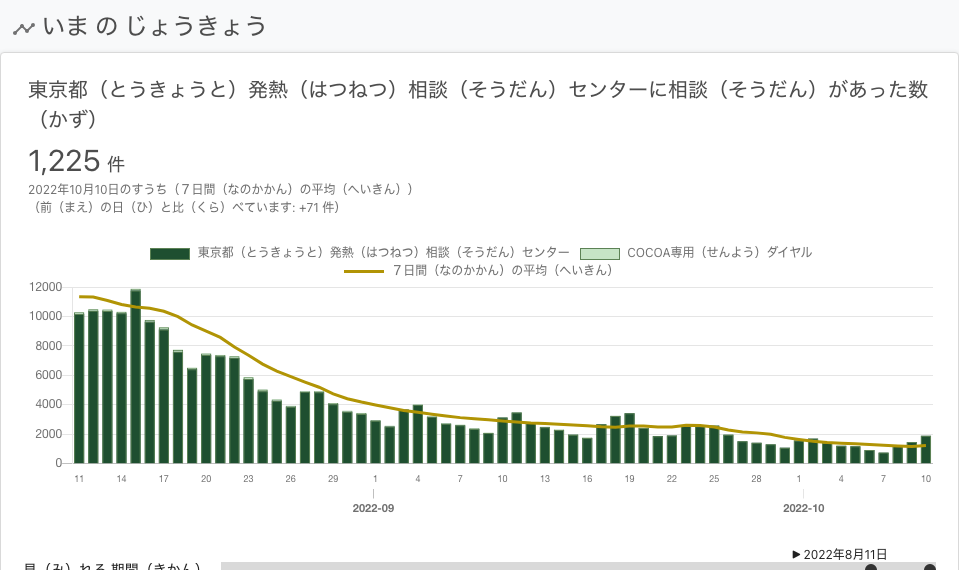 いま の じょうきょう
東京都（とうきょうと）発熱（はつねつ）相談（そうだん）センターに相談（そうだん）があった数
（かず）
1,225 件
2022年10月10日のすうち（７日間（なのかかん）の平均（へいきん））
（前（まえ）の日（ひ）と比（くら）べています: +71 件）
東京都（とうきょうと）発熱（はつねつ）相談（そうだん）センター COCOA専用（せんよう）ダイヤル
７日間（なのかかん）の平均（へいきん）
12000
10000
8000
6000
4000
2000
0
11 14 17 20 23 26 29 1 4 7 10 13 16 19 22 25 28 1 4 7 10
2022-09 2022-10
▶ 2022年8月11日
見（み）れる 期間（きかん）